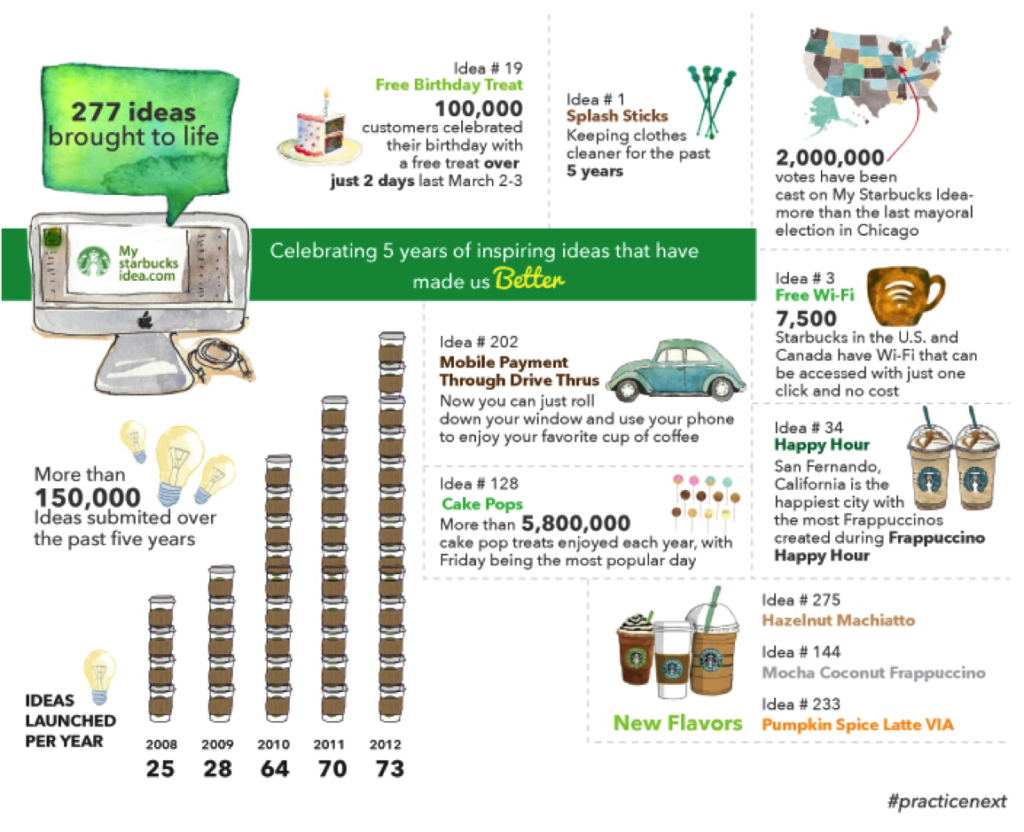 277 ideas
brought to life
My
starbucks
idea.com
Idea # 19
Free Birthday Treat
100,000
customers celebrated
their birthday with
a free treat over
just 2 days last March 2-3
Idea # 1
Splash Sticks
Keeping clothes
cleaner for the past
5 years
2,000,000
votes have been
cast on My Starbucks Idea-
more than the last mayoral
election in Chicago
Celebrating 5 years of inspiring ideas that have
made us Better
Idea # 3
Free Wi-Fi
7,500
Starbucks in the U.S. and
Canada have Wi-Fi that can
be accessed with just one
click and no cost
Idea # 202
Mobile Payment
Through Drive Thrus
Now you can just roll
down your window and use your phone
to enjoy your favorite cup of coffee
Idea # 34
Happy Hour
San Fernando,
California is the
happiest city with
the most Frappuccinos
created during Frappuccino
Happy Hour
More than
150,000
Ideas submited over
the past five years
Idea # 128
Cake Pops
More than 5,800,000
cake pop treats enjoyed each year, with
Friday being the most popular day
Idea # 275
Hazelnut Machiatto
Idea # 144
Mocha Coconut Frappuccino
Idea # 233
Pumpkin Spice Latte VIA
New Flavors
IDEAS
LAUNCHED
PER YEAR
2008 2009 2010 2011 2012
25 28 64 70 73
#practicenext